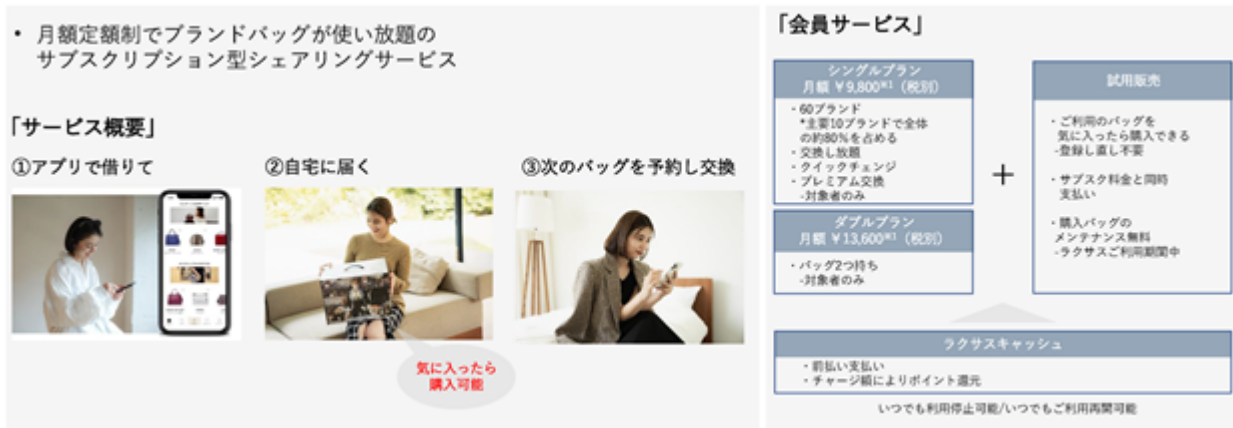 • 月額定額制でブランドバッグが使い放題の
サブスクリプション型シェアリングサービス
「サービス概要」
①アプリで借りて
②自宅に届く
③次のバッグを予約し交換
気に入ったら
購入可能
「会員サービス」
シングルプラン
月額 ¥9,800※1（税別）
・60ブランド
*主要10ブランドで全体
の約80%を占める
・交換し放題
・クイックチェンジ
・プレミアム交換
-対象者のみ
ダブルプラン
月額 ¥13,600※1（税別）
・バッグ2つ持ち
-対象者のみ
+
試用販売
・ご利用のバッグを
気に入ったら購入できる
-登録し直し不要
・サブスク料金と同時
支払い
・購入バッグの
メンテナンス無料
-ラクサスご利用期間中
ラクサスキャッシュ
・前払い支払い
・チャージ額によりポイント還元
いつでも利用停止可能/いつでもご利用再開可能